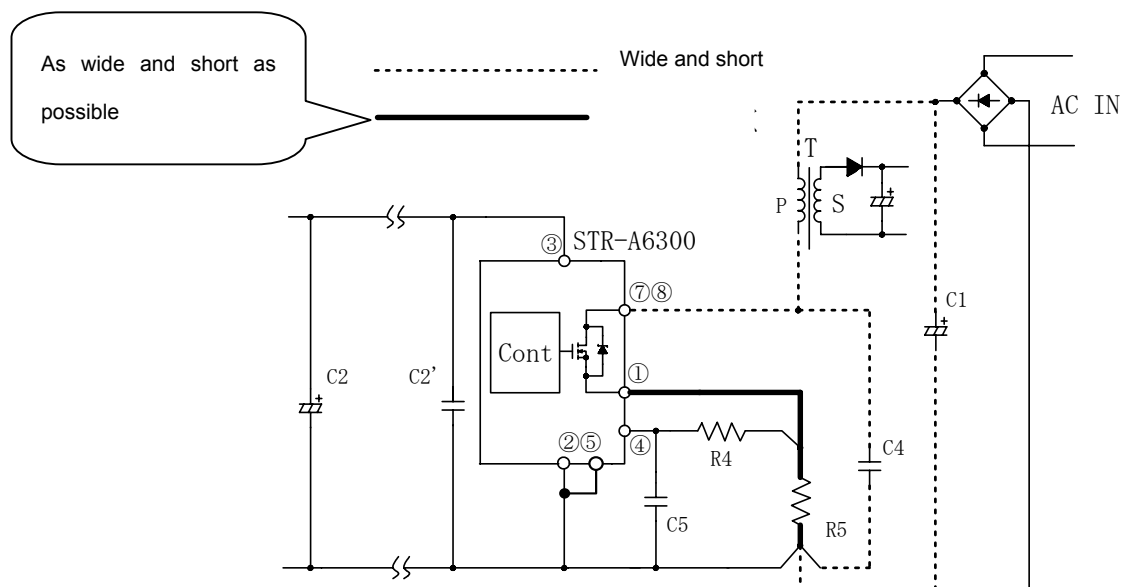 As wide and short as
possible
Wide and short
AC IN
T
P
S
③ STR-A6300
⑦⑧
C1
Cont
①
C2
C2'
②⑤
④
R4
C4
C5
R5